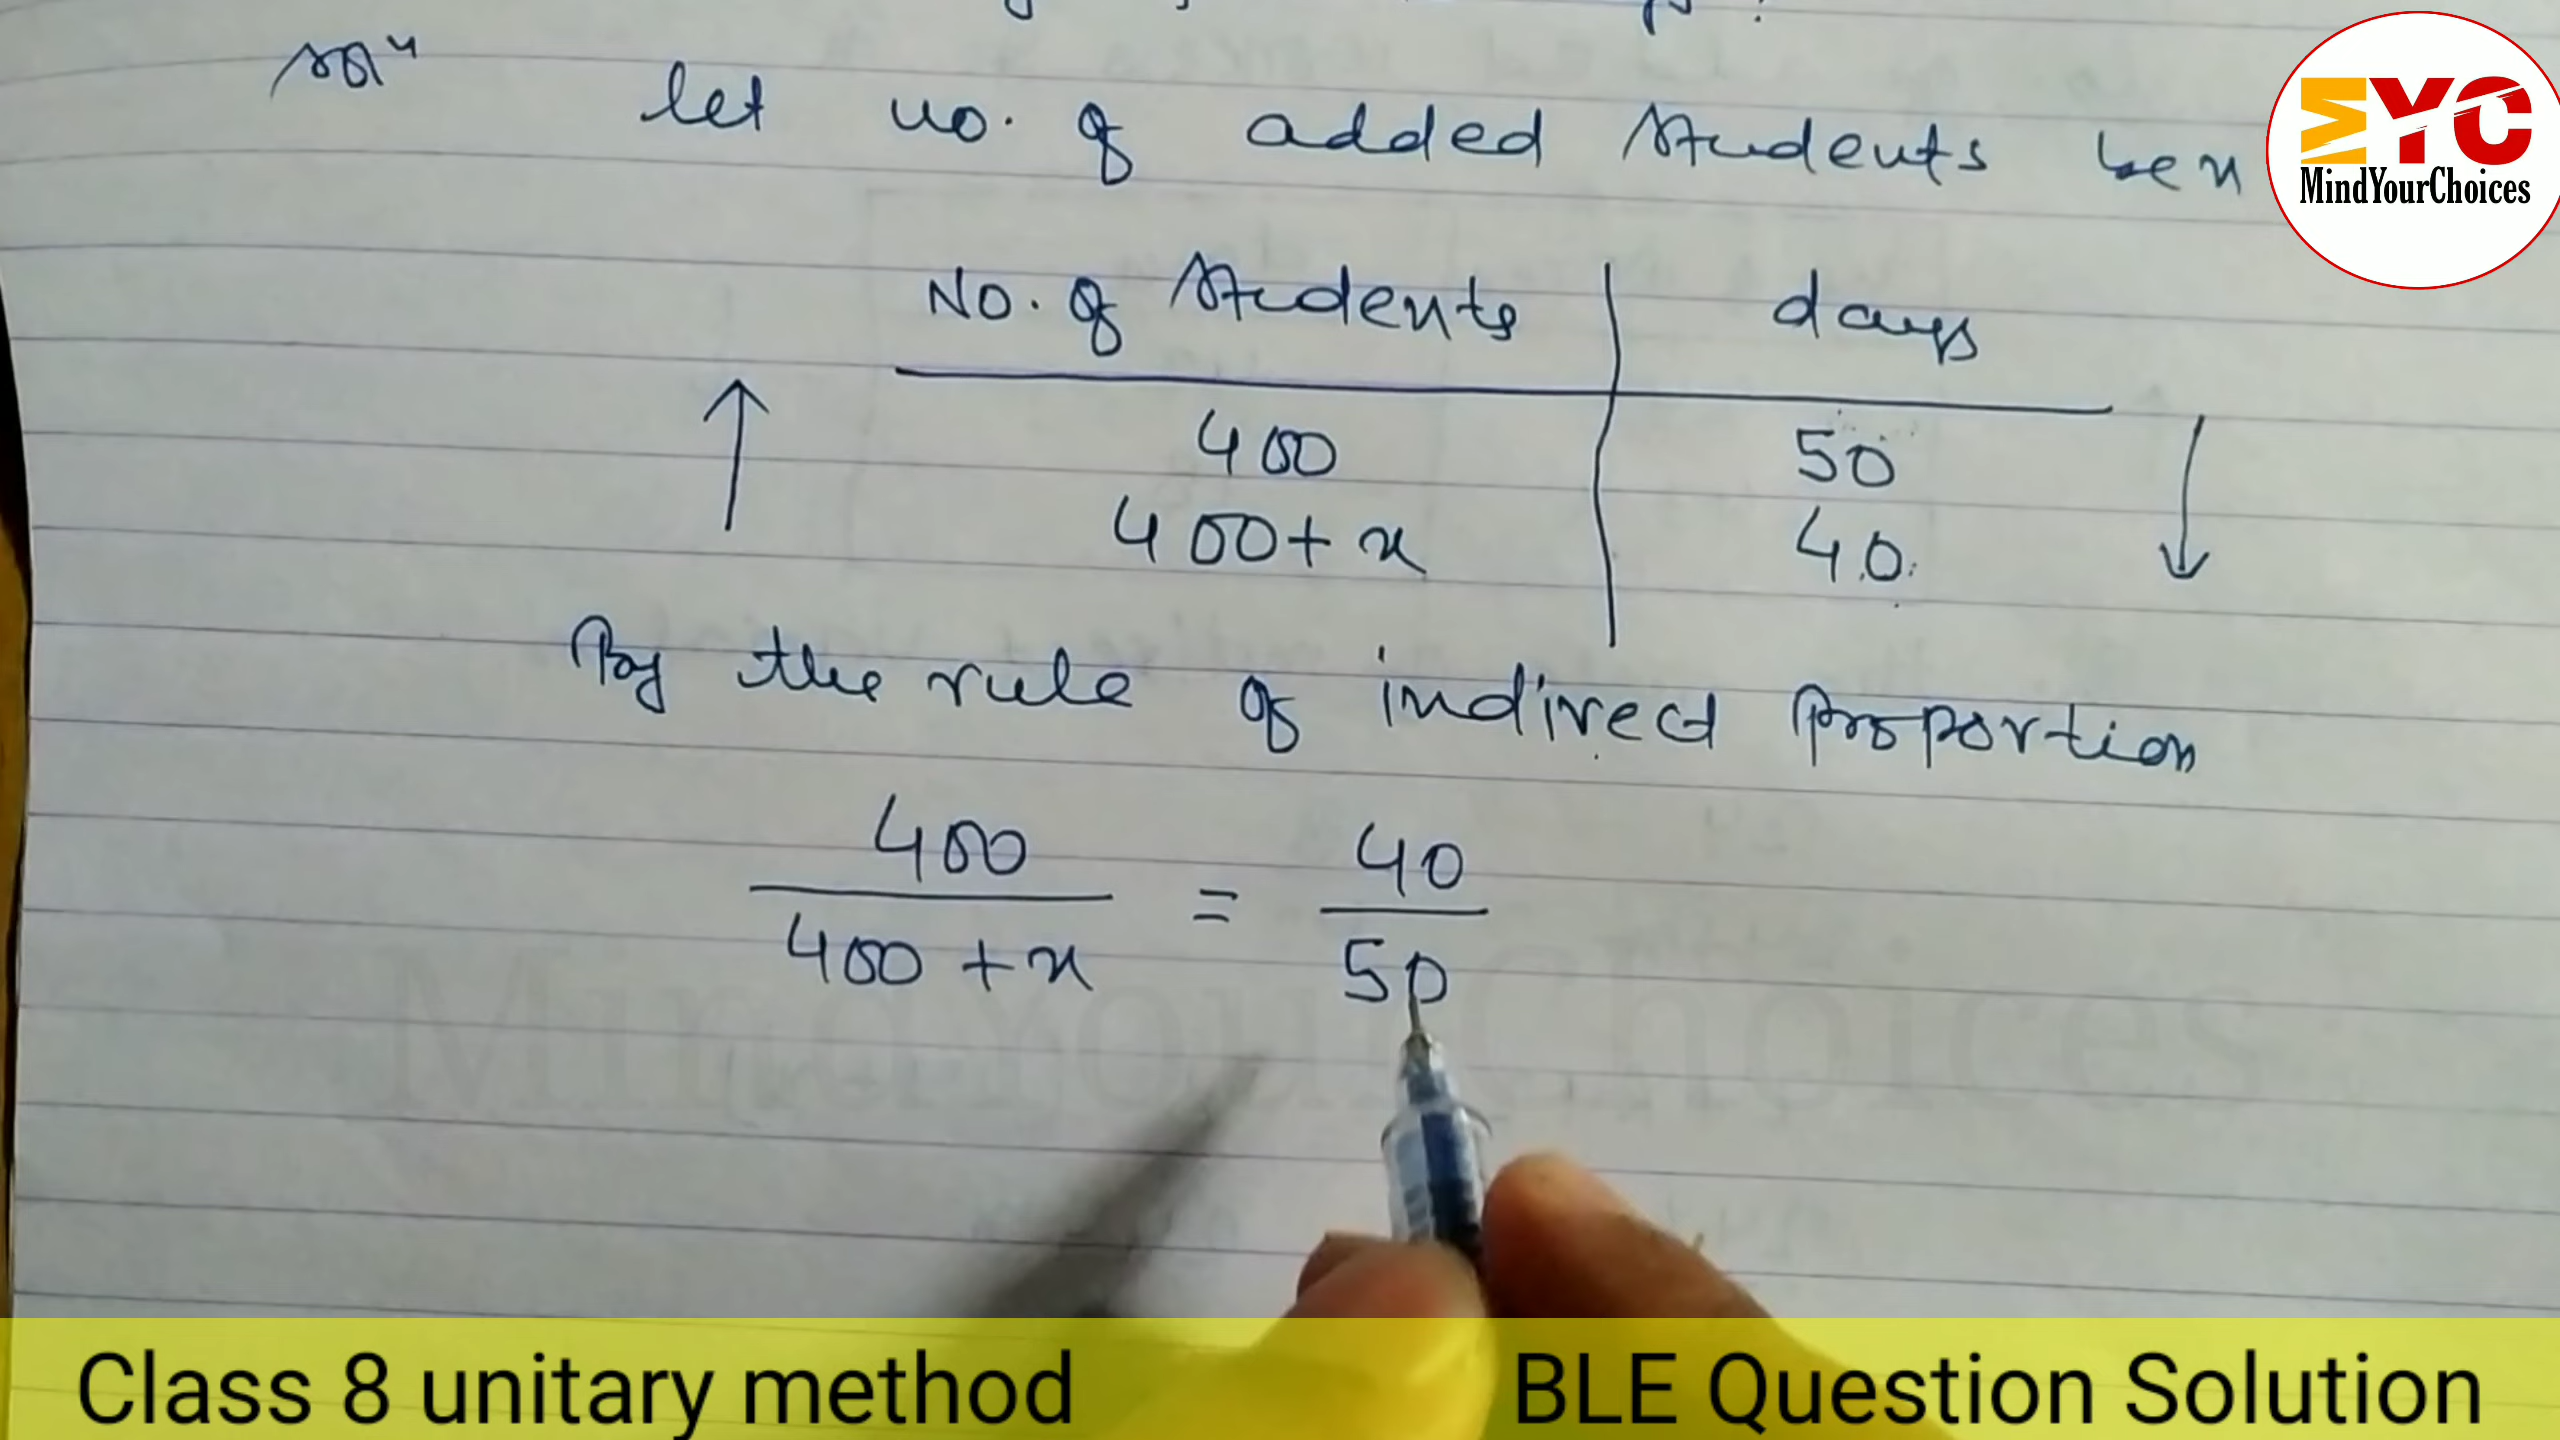 soln let no. of added students be x
MYC
MindYourChoices
No. of students days
400 50
400+x 40
By the rule of indirect proportion
400 = 40
400+x 50
MindYourChoices
Class 8 unitary method BLE Question Solution